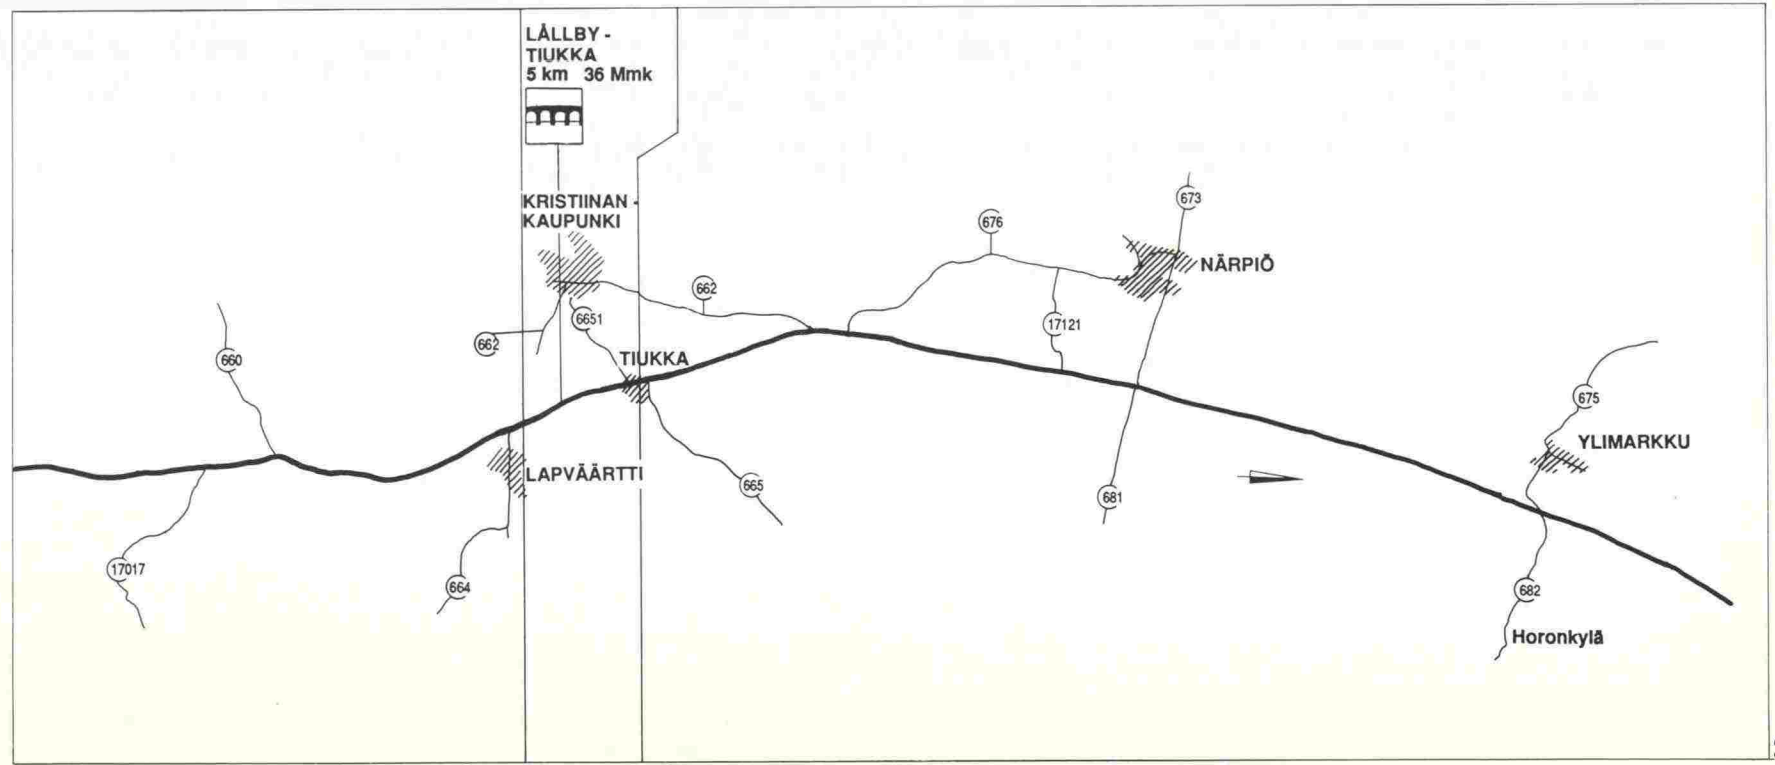 LÅLLBY -
TIUKKA
5 km 36 Mmk
KRISTIINAN -
KAUPUNKI
673
676
NÄRPIÖ
662
6651
17121
662
TIUKKA
660
675
YLIMARKKU
LAPVÄÄRTTI
665
681
17017
664
682
Horonkylä